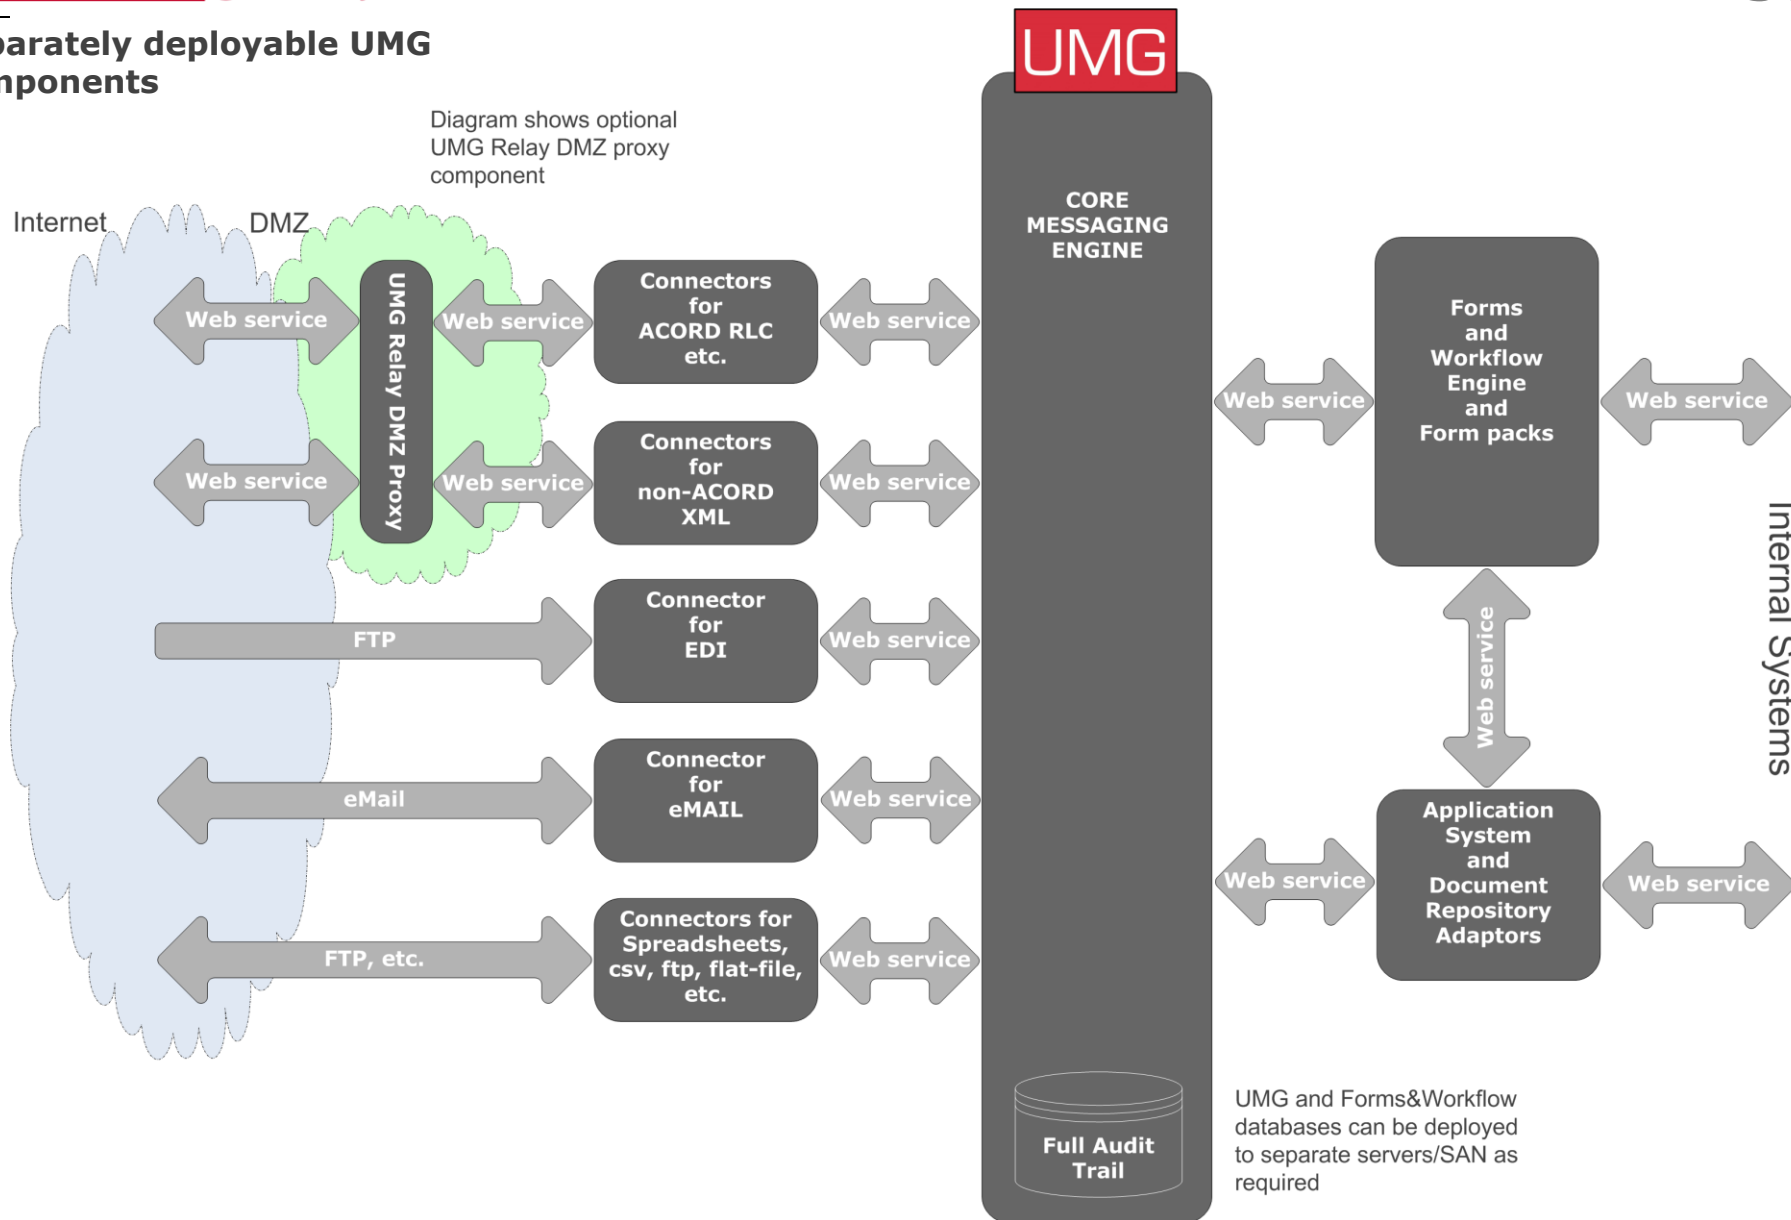 parately deployable UMG
mponents
UMG
Diagram shows optional
UMG Relay DMZ proxy
component
Internet
DMZ
CORE
MESSAGING
ENGINE
UMG Relay DMZ Proxy
Web service
Web service
Connectors
for
ACORD RLC
etc.
Web service
Web service
Web service
Connectors
for
non-ACORD
XML
Web service
FTP
Connector
for
EDI
Web service
eMail
Connector
for
eMAIL
Web service
FTP, etc.
Connectors for
Spreadsheets,
csv, ftp, flat-file,
etc.
Web service
Full Audit
Trail
Web service
Forms
and
Workflow
Engine
and
Form packs
Web service
Web service
Internal Systems
Web service
Application
System
and
Document
Repository
Adaptors
Web service
UMG and Forms&Workflow
databases can be deployed
to separate servers/SAN as
required